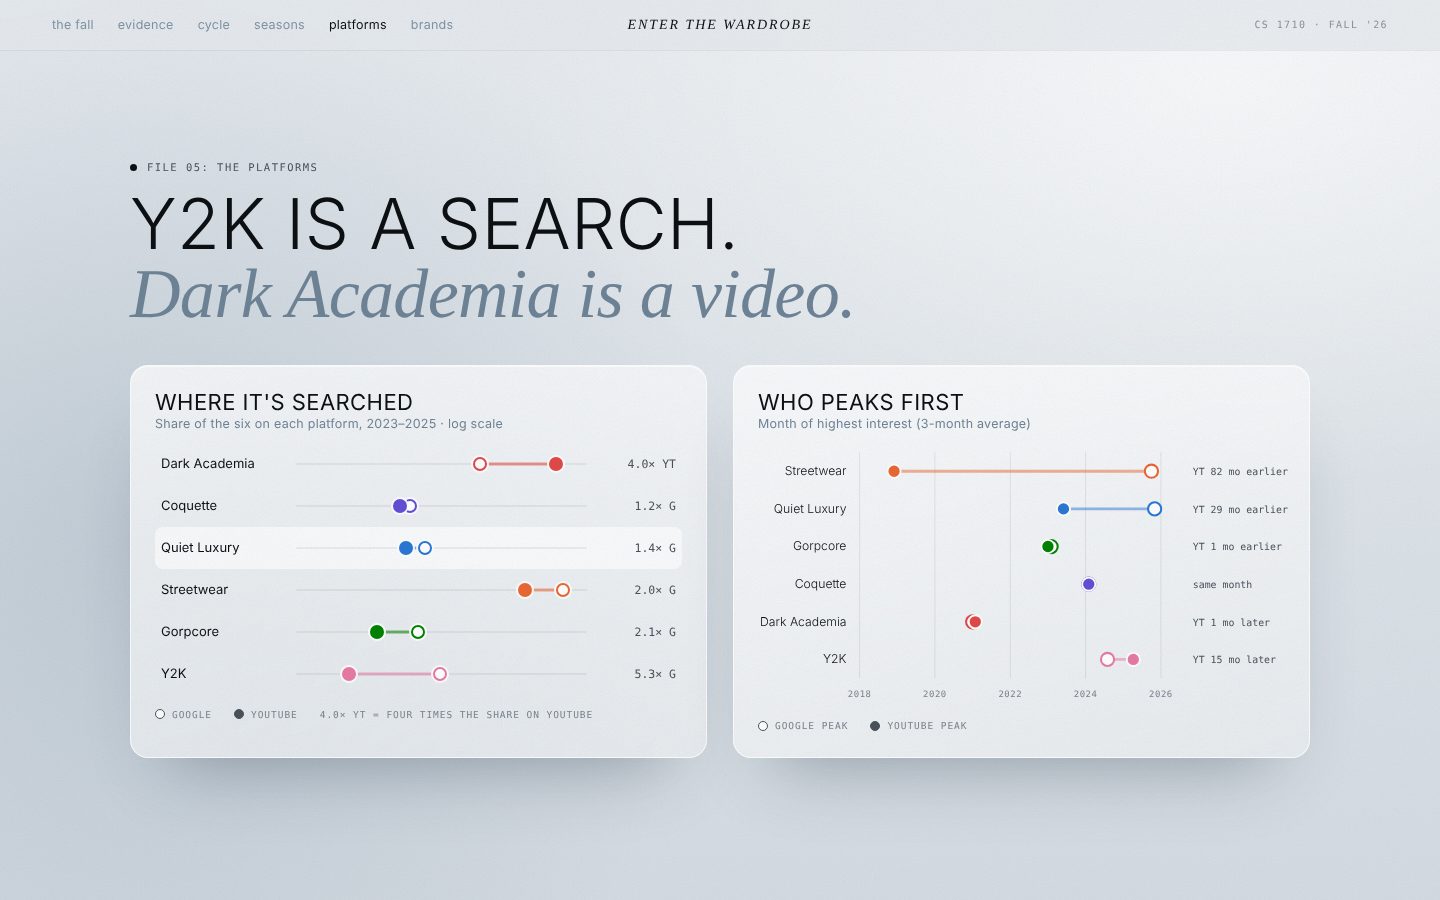 the fall evidence cycle seasons platforms brands ENTER THE WARDROBE CS 1710 · FALL '26
FILE 05: THE PLATFORMS
Y2K IS A SEARCH.
Dark Academia is a video.
WHERE IT'S SEARCHED
Share of the six on each platform, 2023–2025 · log scale
Dark Academia 4.0× YT
Coquette 1.2× G
Quiet Luxury 1.4× G
Streetwear 2.0× G
Gorpcore 2.1× G
Y2K 5.3× G
GOOGLE YOUTUBE 4.0× YT = FOUR TIMES THE SHARE ON YOUTUBE
WHO PEAKS FIRST
Month of highest interest (3-month average)
Streetwear YT 82 mo earlier
Quiet Luxury YT 29 mo earlier
Gorpcore YT 1 mo earlier
Coquette same month
Dark Academia YT 1 mo later
Y2K YT 15 mo later
2018 2020 2022 2024 2026
GOOGLE PEAK YOUTUBE PEAK